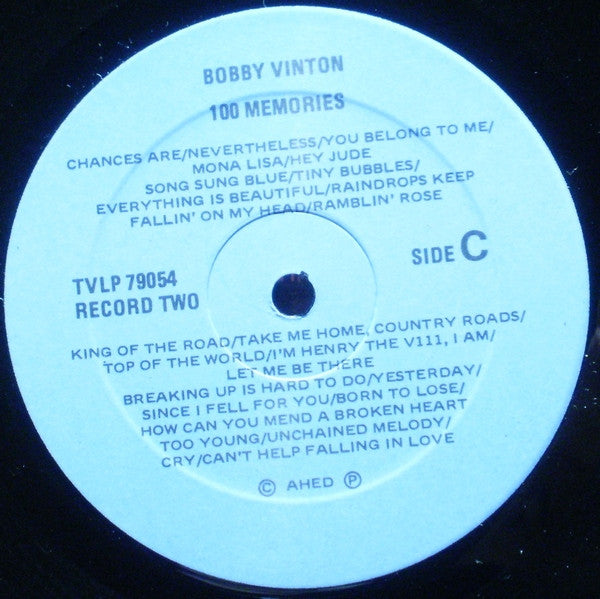 BOBBY VINTON
100 MEMORIES
CHANCES ARE/NEVERTHELESS/YOU BELONG TO ME/
MONA LISA/HEY JUDE
SONG SUNG BLUE/TINY BUBBLES/
EVERYTHING IS BEAUTIFUL/RAINDROPS KEEP
FALLIN' ON MY HEAD/RAMBLIN' ROSE
TVLP 79054
RECORD TWO
SIDE C
KING OF THE ROAD/TAKE ME HOME, COUNTRY ROADS/
TOP OF THE WORLD/I'M HENRY THE V111, I AM/
LET ME BE THERE
BREAKING UP IS HARD TO DO/YESTERDAY/
SINCE I FELL FOR YOU/BORN TO LOSE/
HOW CAN YOU MEND A BROKEN HEART
TOO YOUNG/UNCHAINED MELODY/
CRY/CAN'T HELP FALLING IN LOVE
© AHED ℗